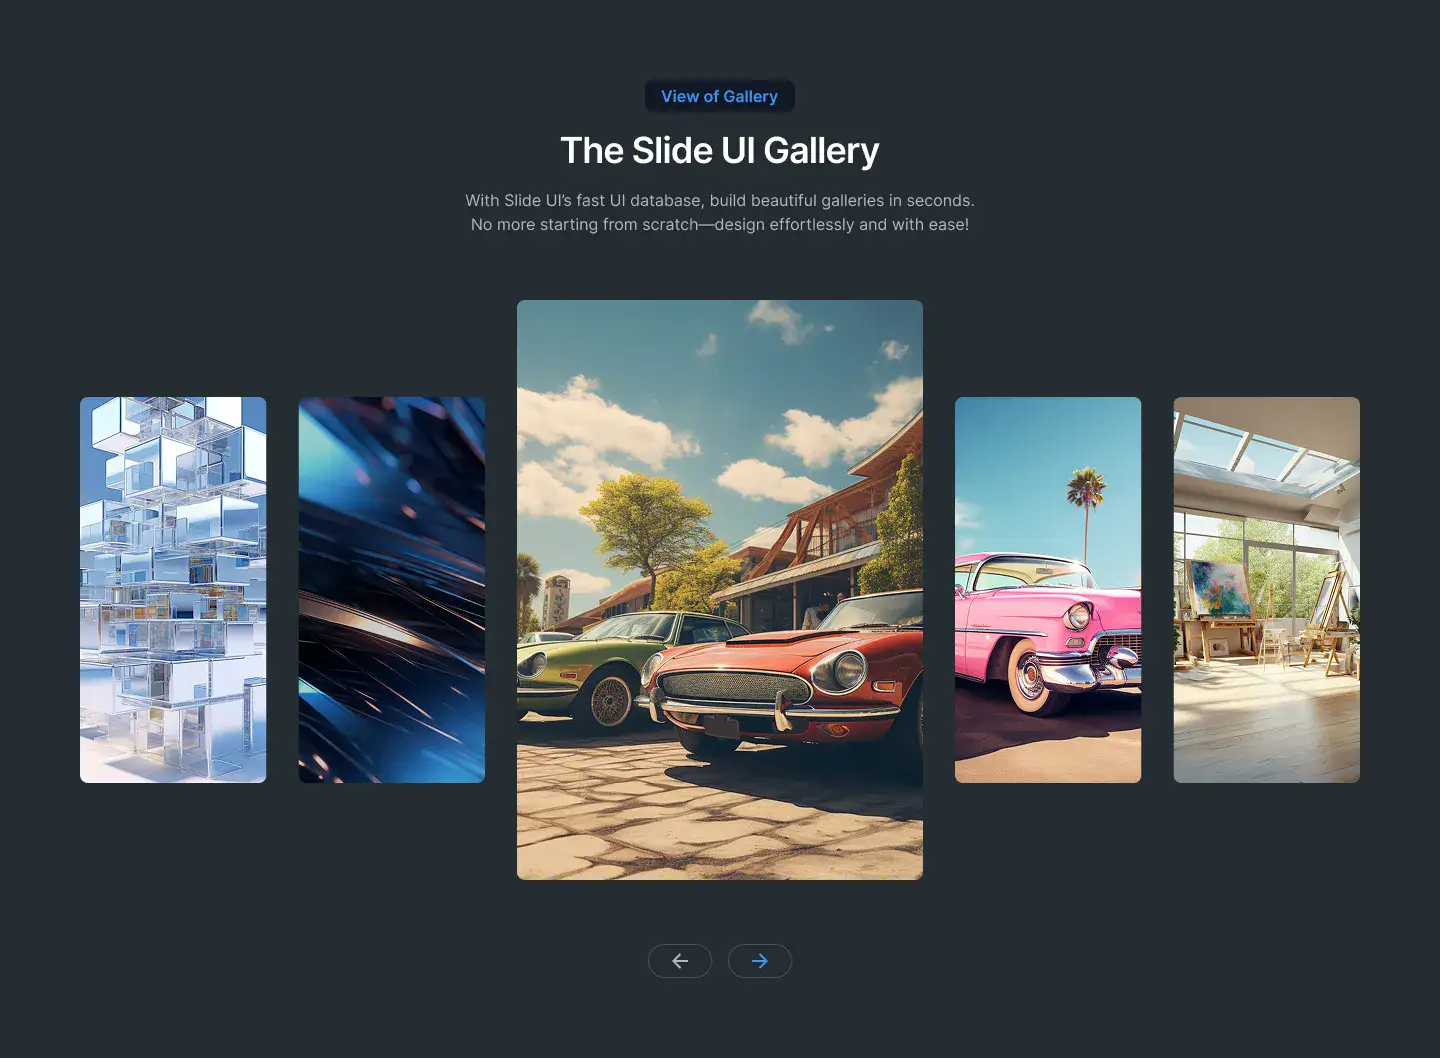 View of Gallery
The Slide UI Gallery
With Slide UI’s fast UI database, build beautiful galleries in seconds.
No more starting from scratch—design effortlessly and with ease!